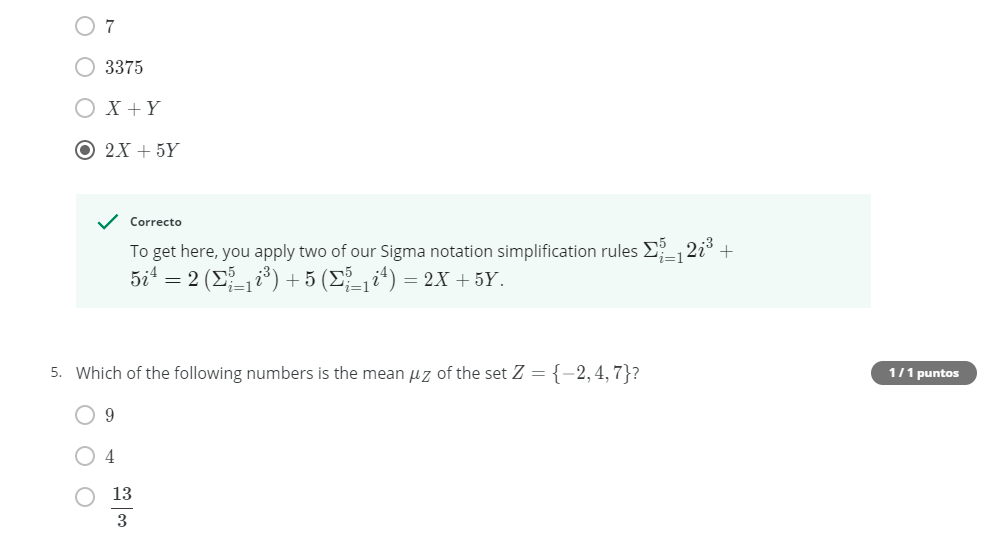 7
3375
X + Y
2X + 5Y
Correcto
To get here, you apply two of our Sigma notation simplification rules Σ⁵ᵢ₌₁2i³ +
5i⁴ = 2 (Σ⁵ᵢ₌₁i³) + 5 (Σ⁵ᵢ₌₁i⁴) = 2X + 5Y.
5. Which of the following numbers is the mean μ_Z of the set Z = {−2, 4, 7}?
1 / 1 puntos
9
4
13
3